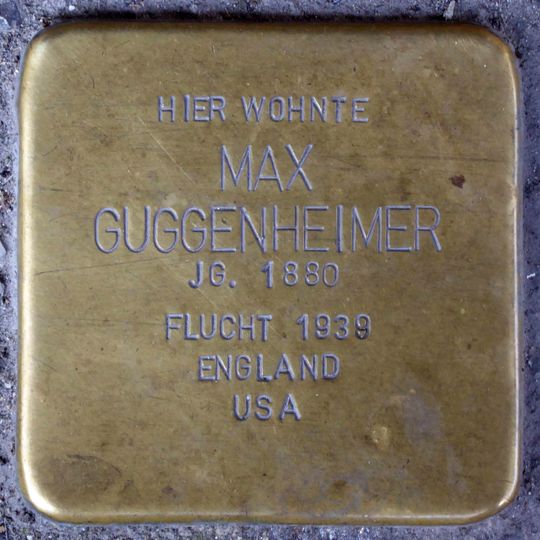 HIER WOHNTE
MAX
GUGGENHEIMER
JG. 1880
FLUCHT 1939
ENGLAND
USA